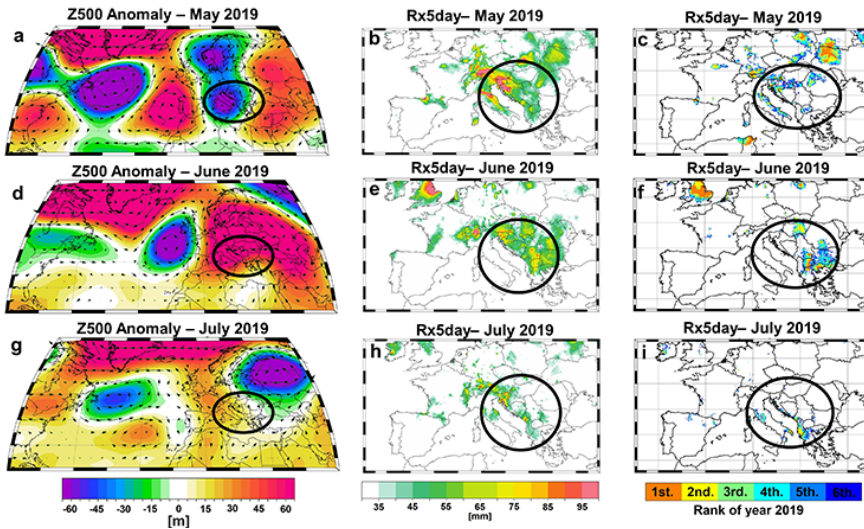 Z500 Anomaly – May 2019
Rx5day– May 2019
a
b
c
Z500 Anomaly – June 2019
Rx5day– June 2019
Rx5day– June 2019
d
e
f
Z500 Anomaly – July 2019
Rx5day– July 2019
Rx5day– July 2019
g
h
i
-60 -45 -30 -15 0 15 30 45 60
[m]
35 45 55 65 75 85 95
[mm]
1st. 2nd. 3rd. 4th. 5th. 6th.
Rank of year 2019
Rx5day– May 2019